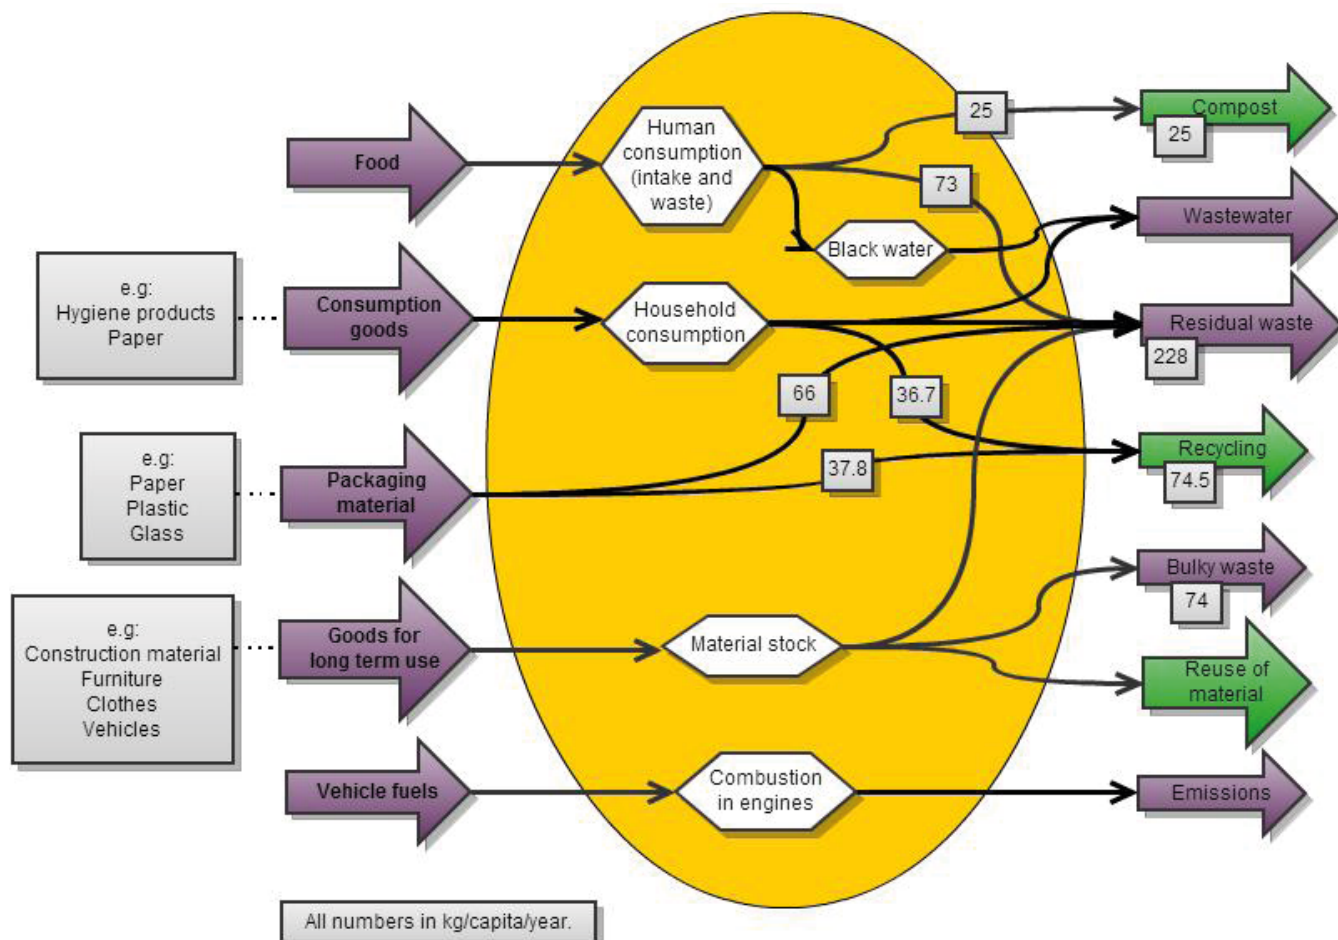 Human
consumption
(intake and
waste)
25
Compost
25
Food
73
Wastewater
Black water
e.g:
Hygiene products
Paper
Consumption
goods
Household
consumption
Residual waste
228
66
36.7
e.g:
Paper
Plastic
Glass
Packaging
material
37.8
Recycling
74.5
Bulky waste
74
e.g:
Construction material
Furniture
Clothes
Vehicles
Goods for
long term use
Material stock
Reuse of
material
Vehicle fuels
Combustion
in engines
Emissions
All numbers in kg/capita/year.